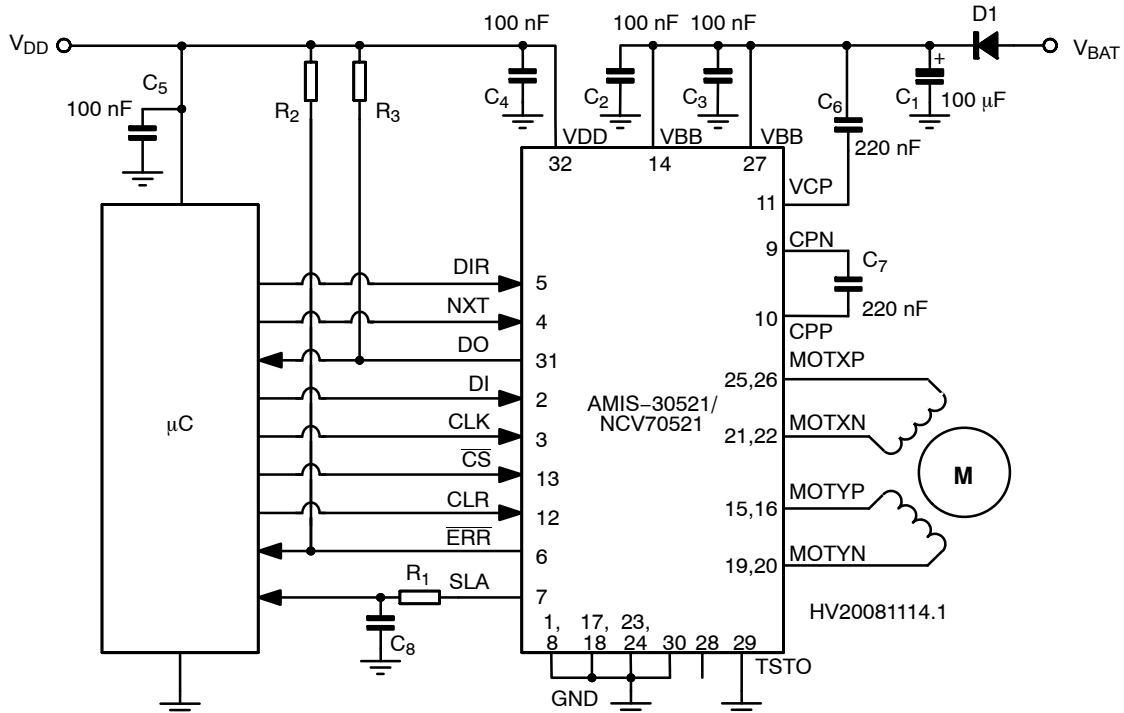 100 nF
100 nF 100 nF
D1
V_DD
V_BAT
C5
100 nF
R2
R3
C4
C2
C3
C6
220 nF
C1
+
100 μF
VDD
VBB
VBB
32
14
27
VCP
11
CPN
9
C7
220 nF
10
CPP
DIR
5
NXT
4
DO
31
DI
2
CLK
3
C̅S̅
13
CLR
12
E̅R̅R̅
6
R1
SLA
7
C8
μC
AMIS−30521/
NCV70521
MOTXP
25,26
MOTXN
21,22
MOTYP
15,16
MOTYN
19,20
M
HV20081114.1
1,
8
17,
18
23,
24
30
28
29
TSTO
GND